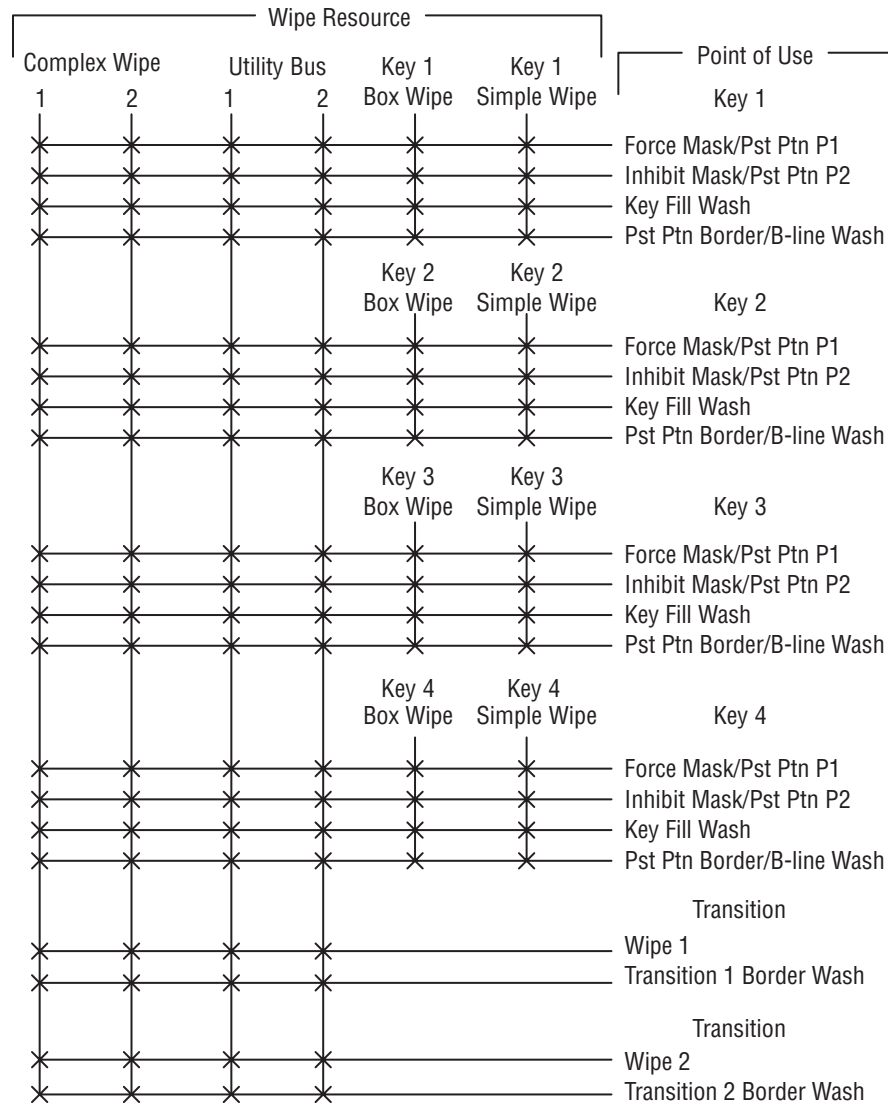 Wipe Resource
Complex Wipe
1 2
Utility Bus
1 2
Key 1
Box Wipe
Key 1
Simple Wipe
Point of Use
Key 1
Force Mask/Pst Ptn P1
Inhibit Mask/Pst Ptn P2
Key Fill Wash
Pst Ptn Border/B-line Wash
Key 2
Box Wipe
Key 2
Simple Wipe
Key 2
Force Mask/Pst Ptn P1
Inhibit Mask/Pst Ptn P2
Key Fill Wash
Pst Ptn Border/B-line Wash
Key 3
Box Wipe
Key 3
Simple Wipe
Key 3
Force Mask/Pst Ptn P1
Inhibit Mask/Pst Ptn P2
Key Fill Wash
Pst Ptn Border/B-line Wash
Key 4
Box Wipe
Key 4
Simple Wipe
Key 4
Force Mask/Pst Ptn P1
Inhibit Mask/Pst Ptn P2
Key Fill Wash
Pst Ptn Border/B-line Wash
Transition
Wipe 1
Transition 1 Border Wash
Transition
Wipe 2
Transition 2 Border Wash